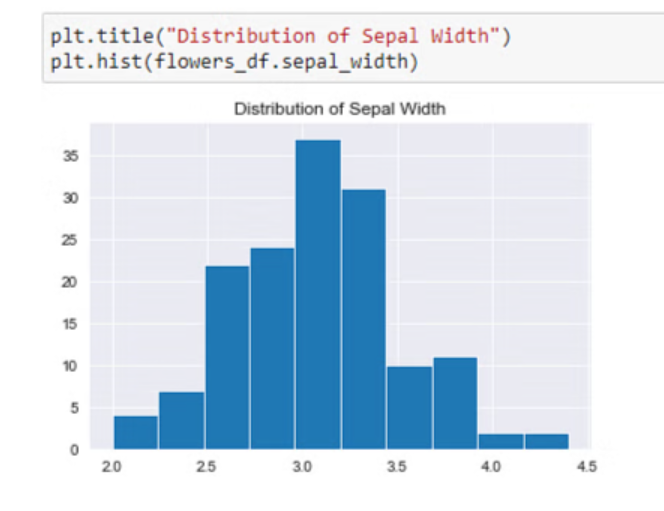 plt.title("Distribution of Sepal Width")
plt.hist(flowers_df.sepal_width)
Distribution of Sepal Width
35
30
25
20
15
10
5
0
2.0 2.5 3.0 3.5 4.0 4.5